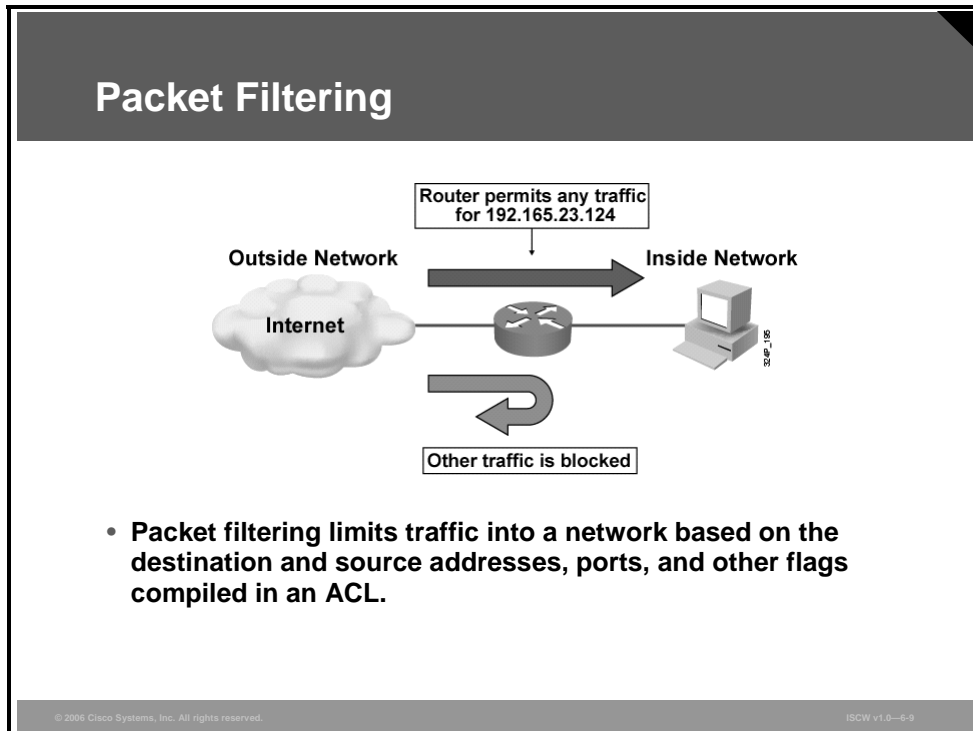 Packet Filtering
Router permits any traffic
for 192.165.23.124
Outside Network
Inside Network
Internet
324P_195
Other traffic is blocked
• Packet filtering limits traffic into a network based on the
destination and source addresses, ports, and other flags
compiled in an ACL.
© 2006 Cisco Systems, Inc. All rights reserved.
ISCW v1.0—6-9